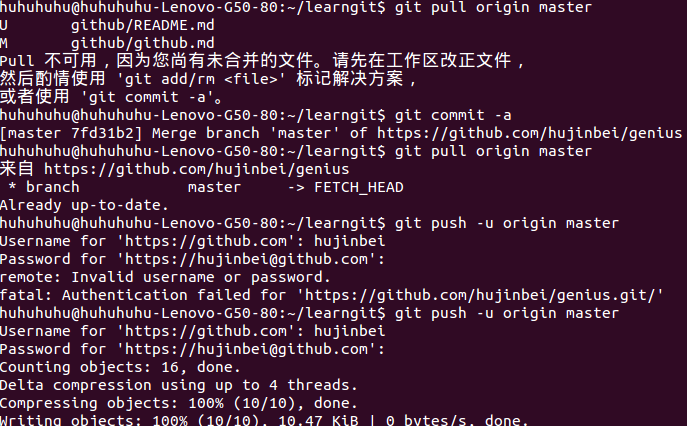 huhuhuhu@huhuhuhu-Lenovo-G50-80:~/learngit$ git pull origin master
U       github/README.md
M       github/github.md
Pull 不可用，因为您尚有未合并的文件。请先在工作区改正文件，
然后酌情使用 'git add/rm <file>' 标记解决方案，
或者使用 'git commit -a'。
huhuhuhu@huhuhuhu-Lenovo-G50-80:~/learngit$ git commit -a
[master 7fd31b2] Merge branch 'master' of https://github.com/hujinbei/genius
huhuhuhu@huhuhuhu-Lenovo-G50-80:~/learngit$ git pull origin master
来自 https://github.com/hujinbei/genius
 * branch            master     -> FETCH_HEAD
Already up-to-date.
huhuhuhu@huhuhuhu-Lenovo-G50-80:~/learngit$ git push -u origin master
Username for 'https://github.com': hujinbei
Password for 'https://hujinbei@github.com':
remote: Invalid username or password.
fatal: Authentication failed for 'https://github.com/hujinbei/genius.git/'
huhuhuhu@huhuhuhu-Lenovo-G50-80:~/learngit$ git push -u origin master
Username for 'https://github.com': hujinbei
Password for 'https://hujinbei@github.com':
Counting objects: 16, done.
Delta compression using up to 4 threads.
Compressing objects: 100% (10/10), done.
Writing objects: 100% (10/10), 10.47 KiB | 0 bytes/s, done.